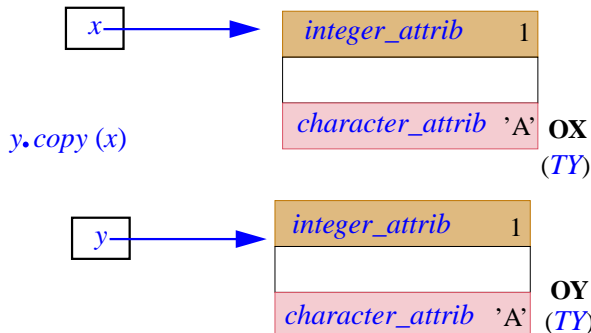 x integer_attrib 1
character_attrib 'A' OX
y.copy (x)
(TY)
y integer_attrib 1
OY
character_attrib 'A' (TY)